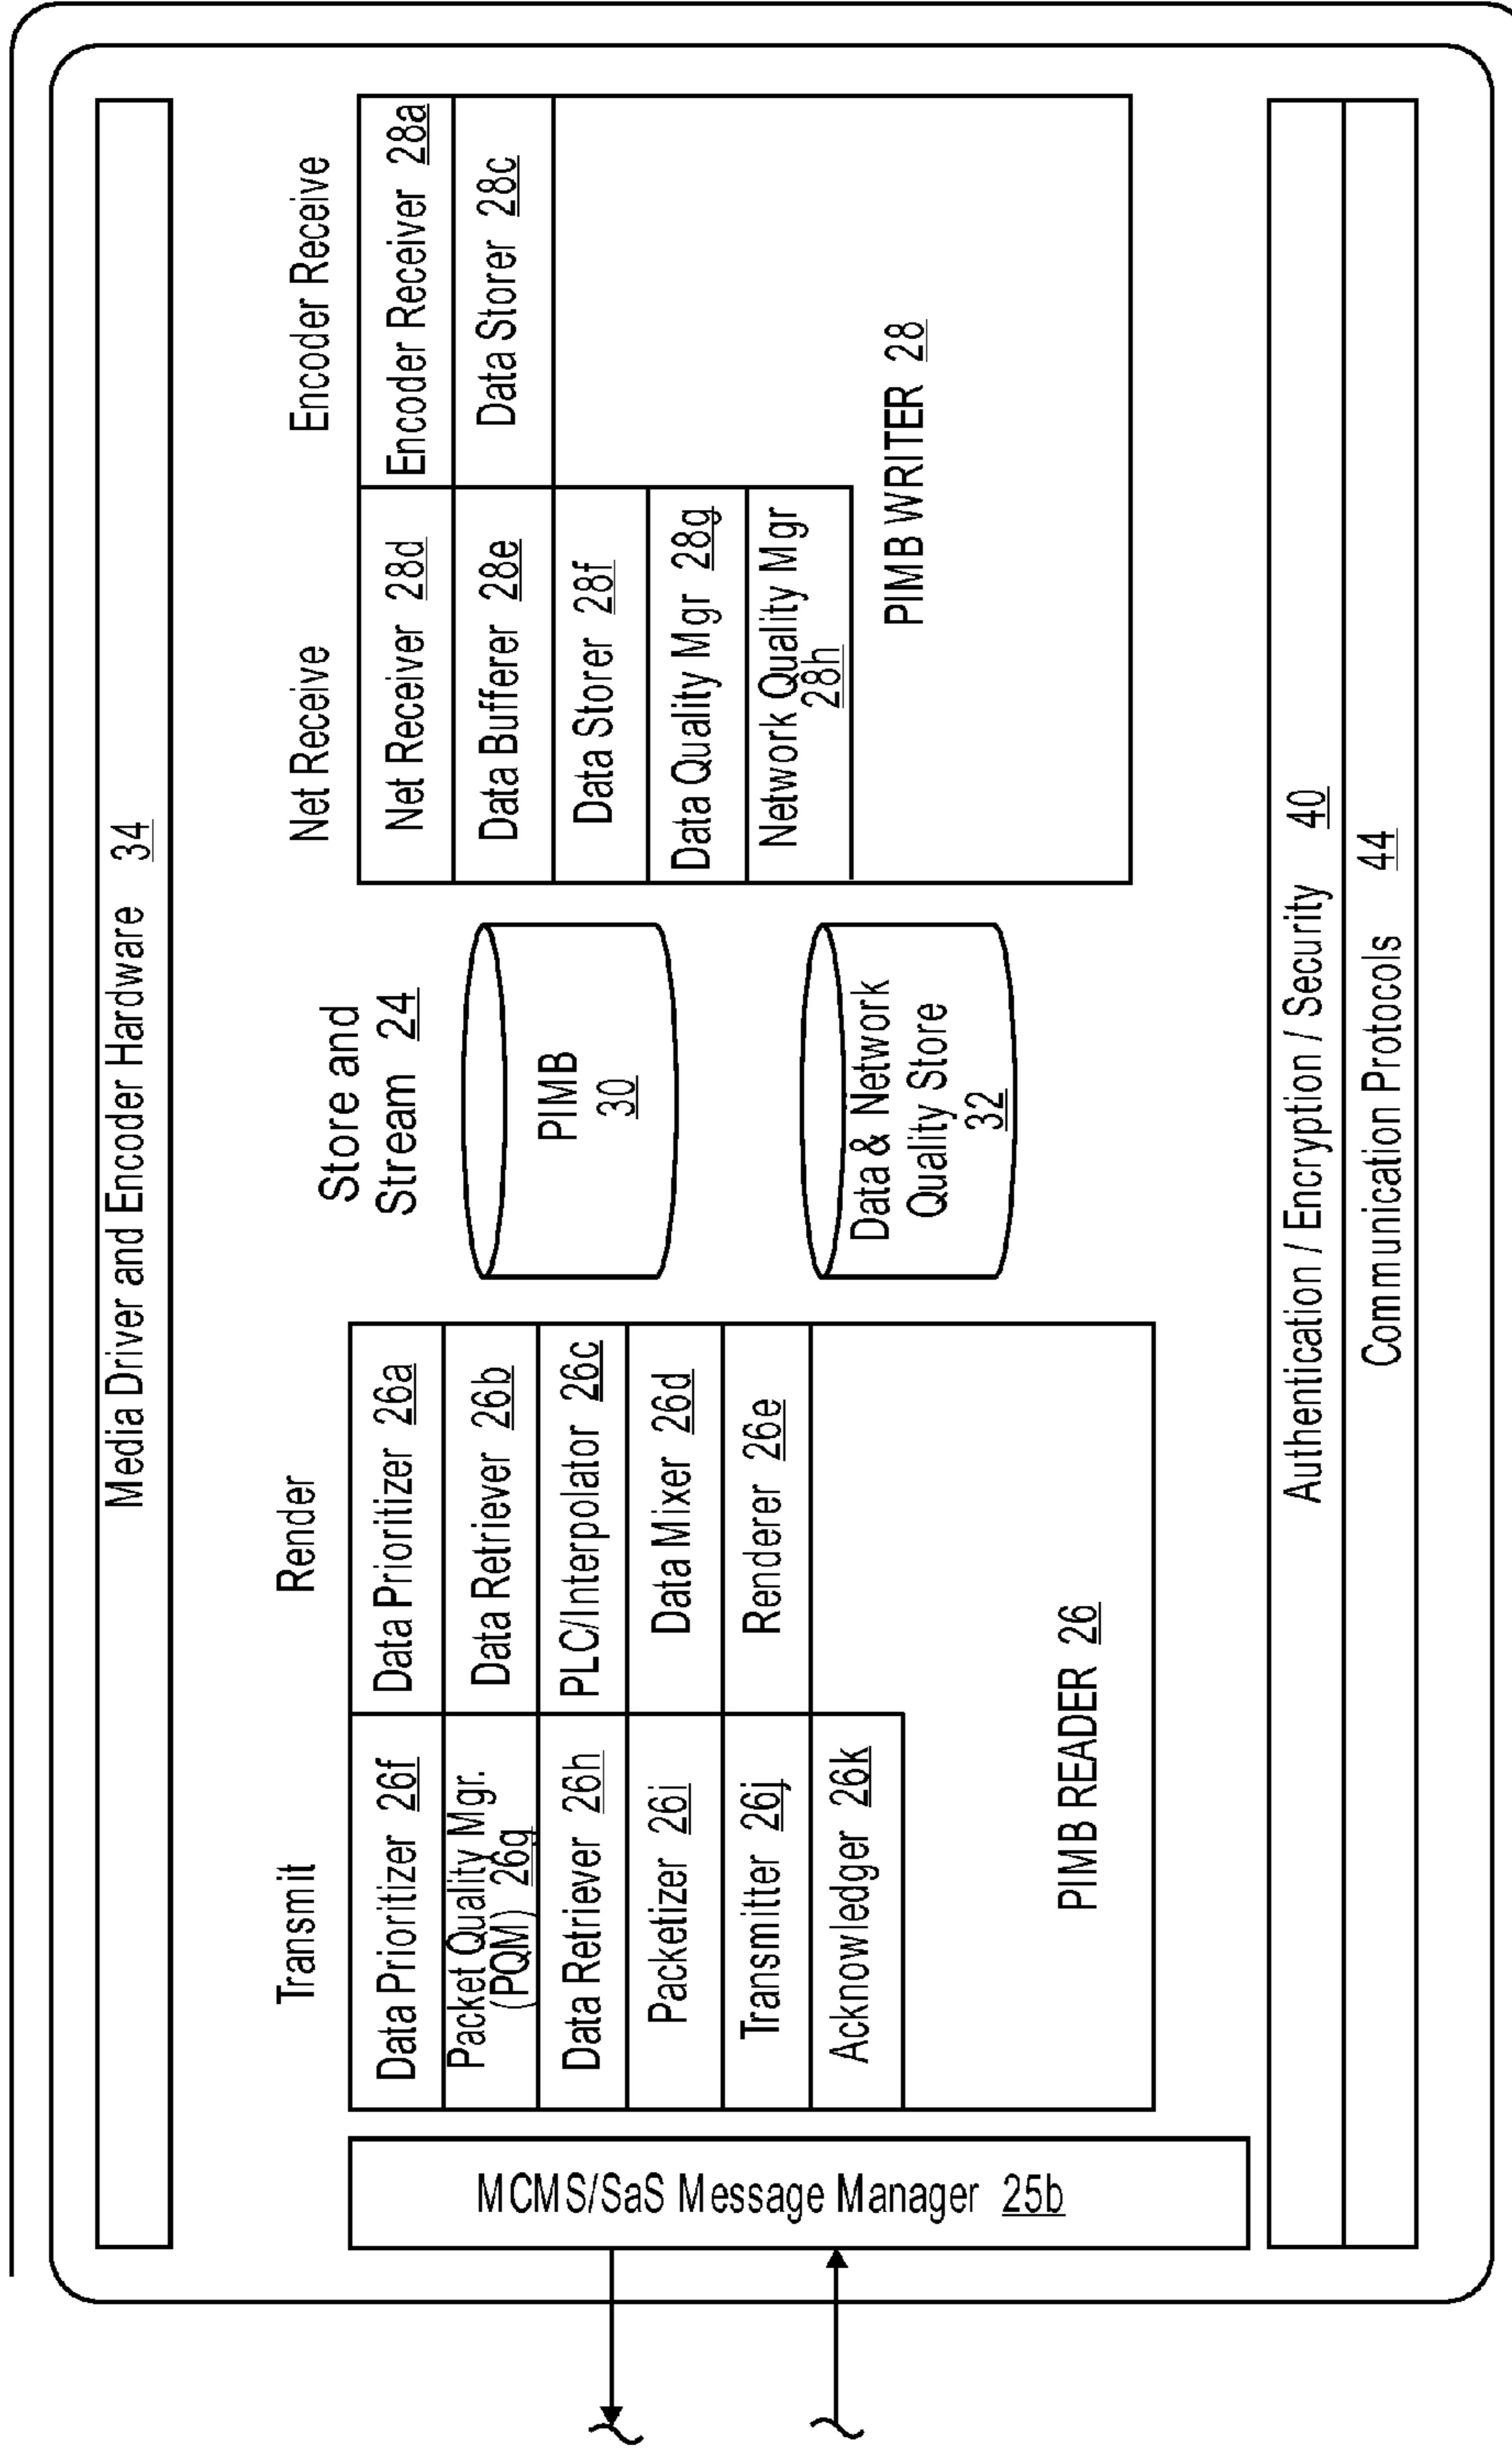 Media Driver and Encoder Hardware 34
Store and
Stream 24
Transmit
Render
Net Receive
Encoder Receive
MCMS/SaS Message Manager 25b
Data Prioritizer 26f
Packet Quality Mgr.
(PQM) 26g
Data Retriever 26h
Packetizer 26i
Transmitter 26j
Acknowledger 26k
Data Prioritizer 26a
Data Retriever 26b
PLC/Interpolator 26c
Data Mixer 26d
Renderer 26e
PIMB READER 26
PIMB
30
Data & Network
Quality Store
32
Net Receiver 28d
Data Bufferer 28e
Data Storer 28f
Data Quality Mgr 28g
Network Quality Mgr
28h
Encoder Receiver 28a
Data Storer 28c
PIMB WRITER 28
Authentication / Encryption / Security 40
Communication Protocols 44